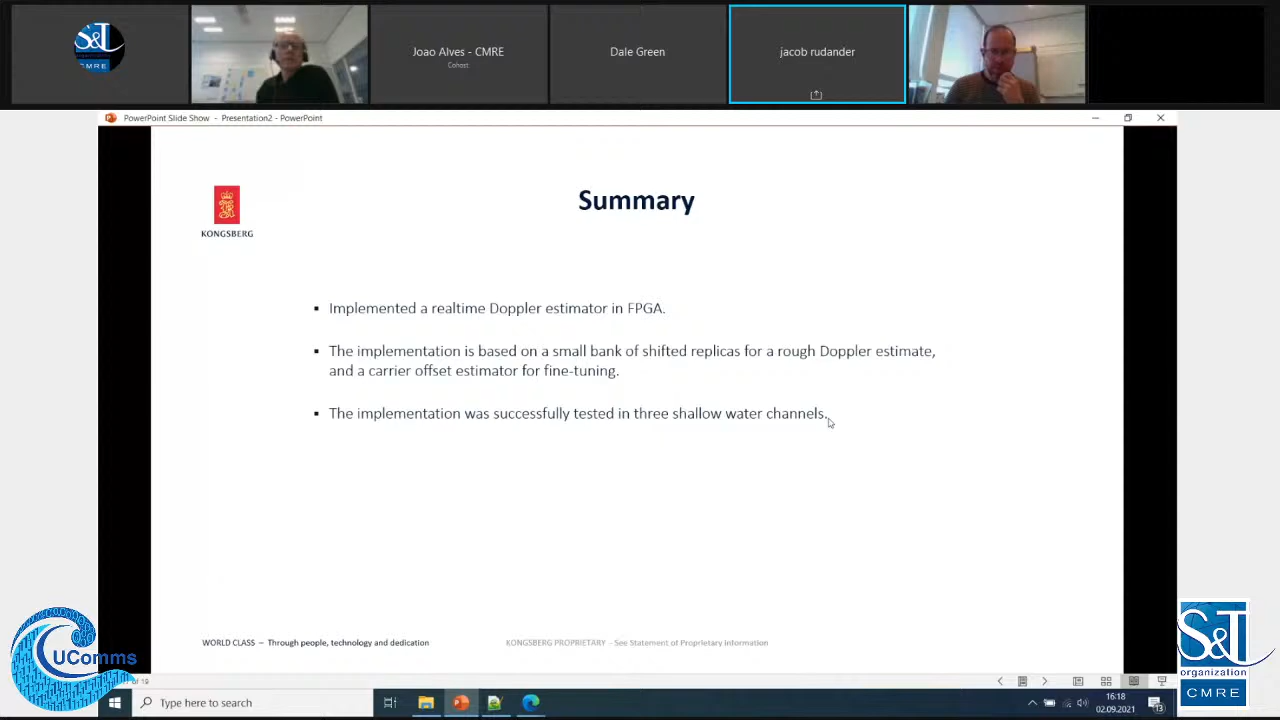 S&T
organization
CMRE
Joao Alves - CMRE
Cohost
Dale Green
jacob rudander
PowerPoint Slide Show - Presentation2 - PowerPoint
KONGSBERG
Summary
▪ Implemented a realtime Doppler estimator in FPGA.
▪ The implementation is based on a small bank of shifted replicas for a rough Doppler estimate,
and a carrier offset estimator for fine-tuning.
▪ The implementation was successfully tested in three shallow water channels.
WORLD CLASS – Through people, technology and dedication
KONGSBERG PROPRIETARY – See Statement of Proprietary Information
UComms
S&T
organization
CMRE
of 19
Type here to search
16:18
02.09.2021
13